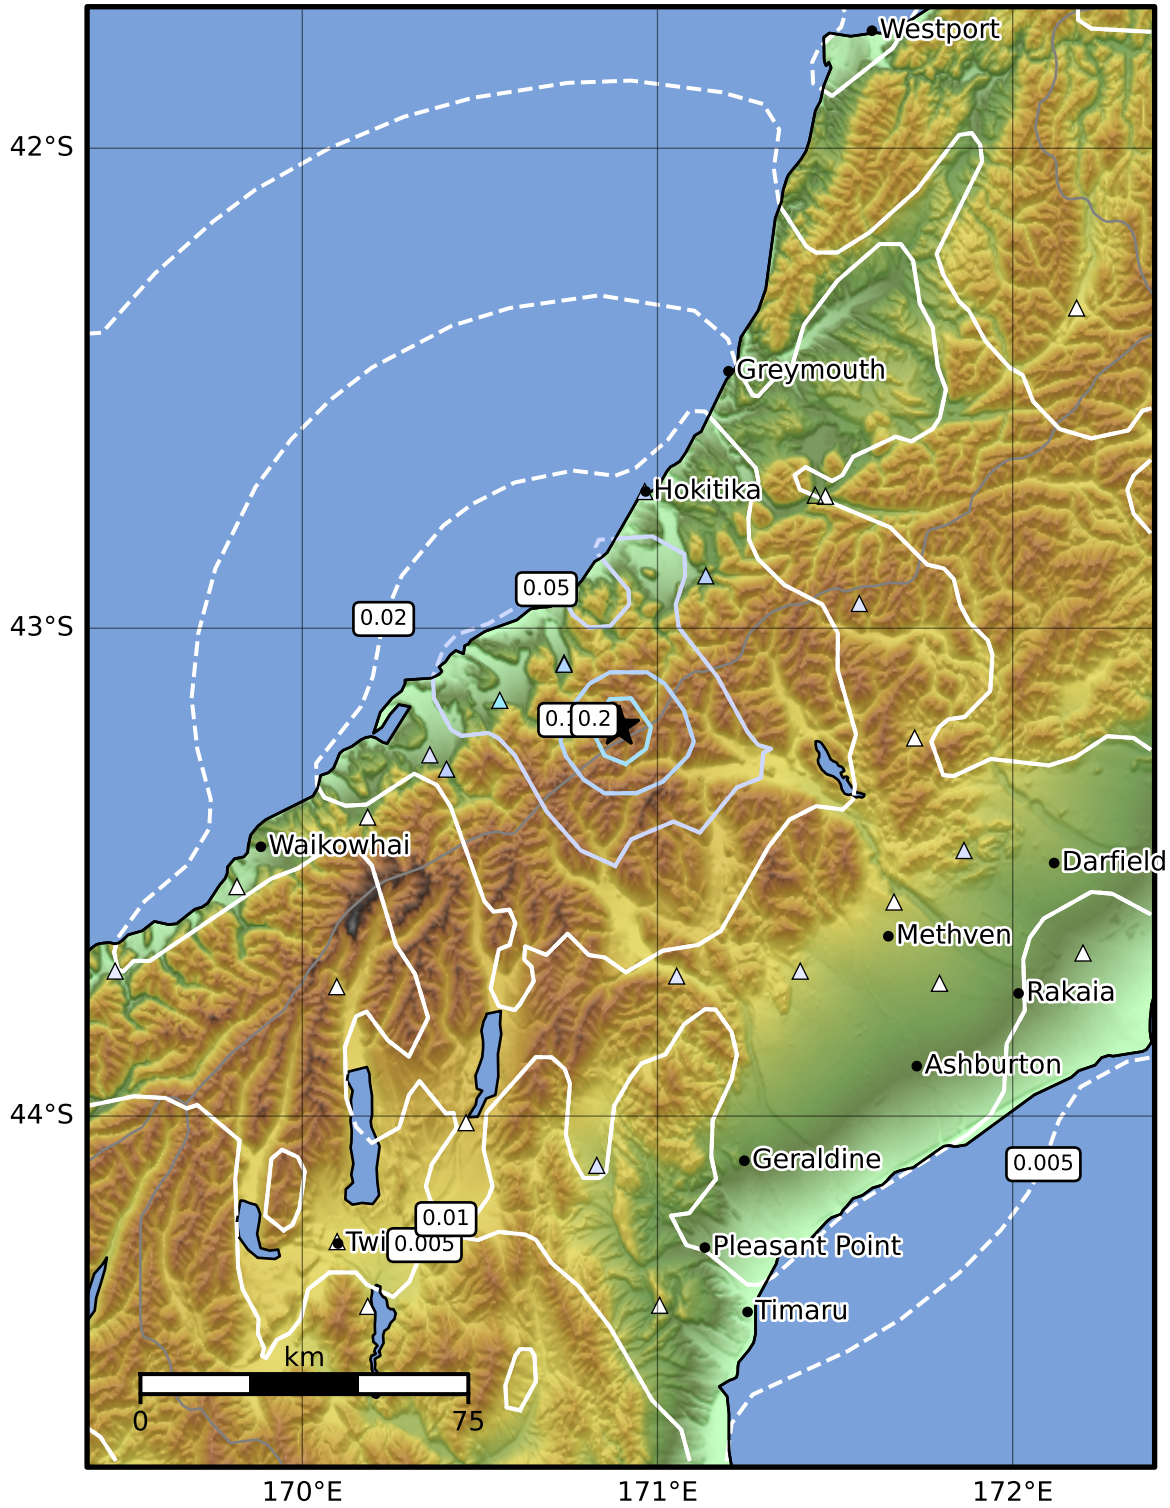 Westport
42°S
Greymouth
Hokitika
0.05
0.02
43°S
0.2
Waikowhai
Darfield
Methven
Rakaia
Ashburton
44°S
Geraldine
0.005
0.01
Twi
0.005
Pleasant Point
Timaru
km
0
75
170°E
171°E
172°E